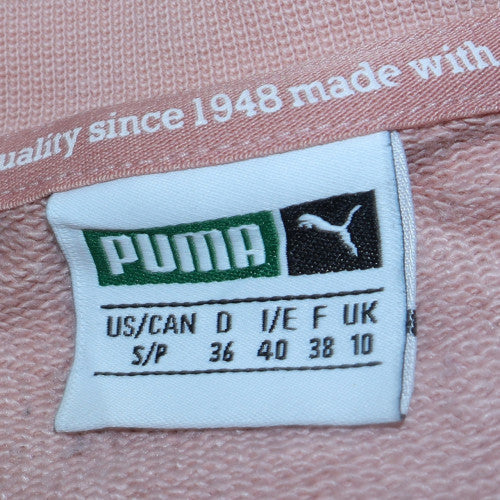 uality since 1948 made with
PUMA
US/CAN D I/E F UK
S/P 36 40 38 10